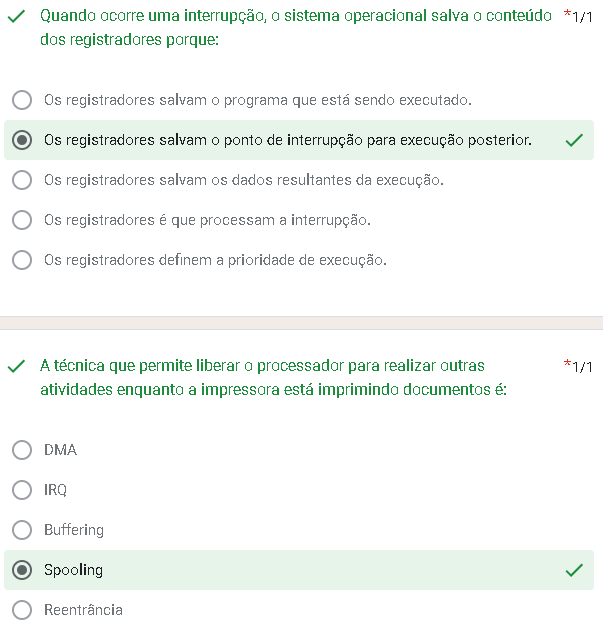 Quando ocorre uma interrupção, o sistema operacional salva o conteúdo *1/1
dos registradores porque:
Os registradores salvam o programa que está sendo executado.
Os registradores salvam o ponto de interrupção para execução posterior.
Os registradores salvam os dados resultantes da execução.
Os registradores é que processam a interrupção.
Os registradores definem a prioridade de execução.
A técnica que permite liberar o processador para realizar outras *1/1
atividades enquanto a impressora está imprimindo documentos é:
DMA
IRQ
Buffering
Spooling
Reentrância